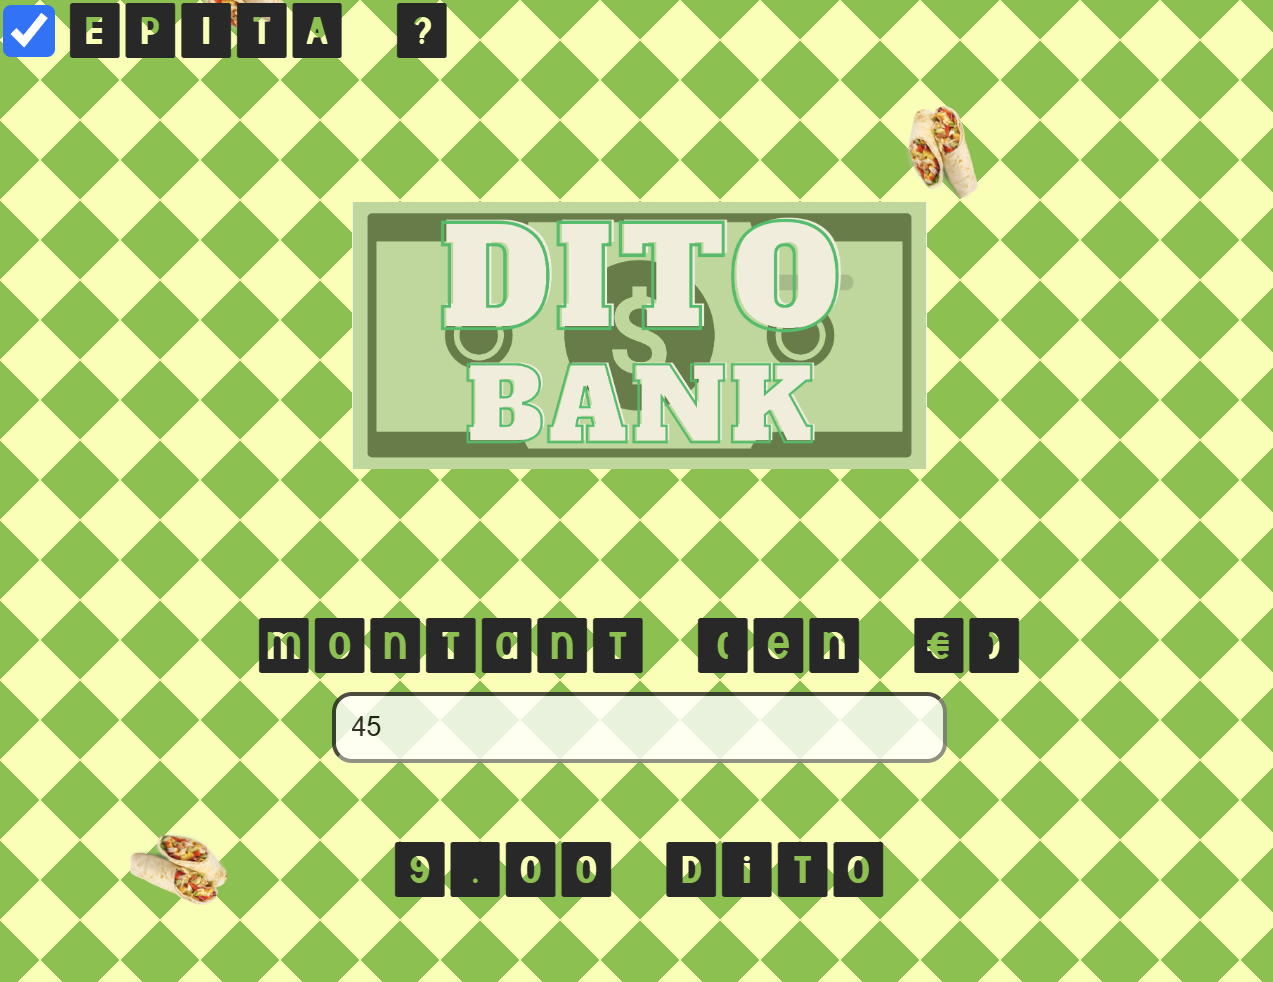 EPITA ?
DITO
$
BANK
montant (en €)
45
9.00 DiTO